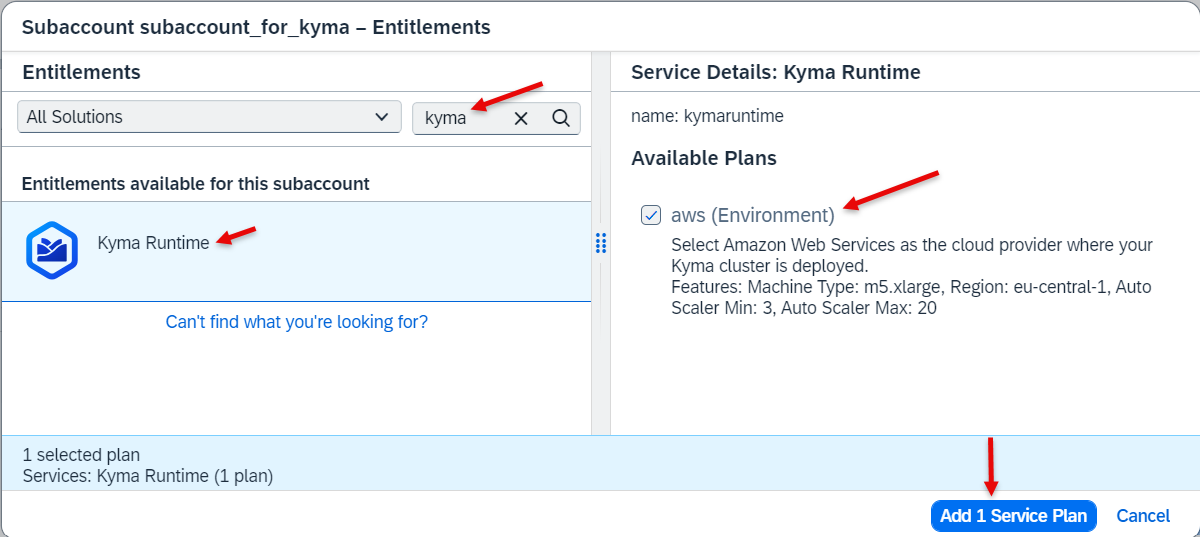 Subaccount subaccount_for_kyma – Entitlements
Entitlements
All Solutions
kyma
Entitlements available for this subaccount
Kyma Runtime
Can't find what you're looking for?
Service Details: Kyma Runtime
name: kymaruntime
Available Plans
aws (Environment)
Select Amazon Web Services as the cloud provider where your
Kyma cluster is deployed.
Features: Machine Type: m5.xlarge, Region: eu-central-1, Auto
Scaler Min: 3, Auto Scaler Max: 20
1 selected plan
Services: Kyma Runtime (1 plan)
Add 1 Service Plan
Cancel